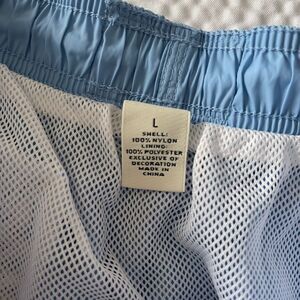 L
SHELL:
100% NYLON
LINING:
100% POLYESTER
EXCLUSIVE OF
DECORATION
MADE IN
CHINA